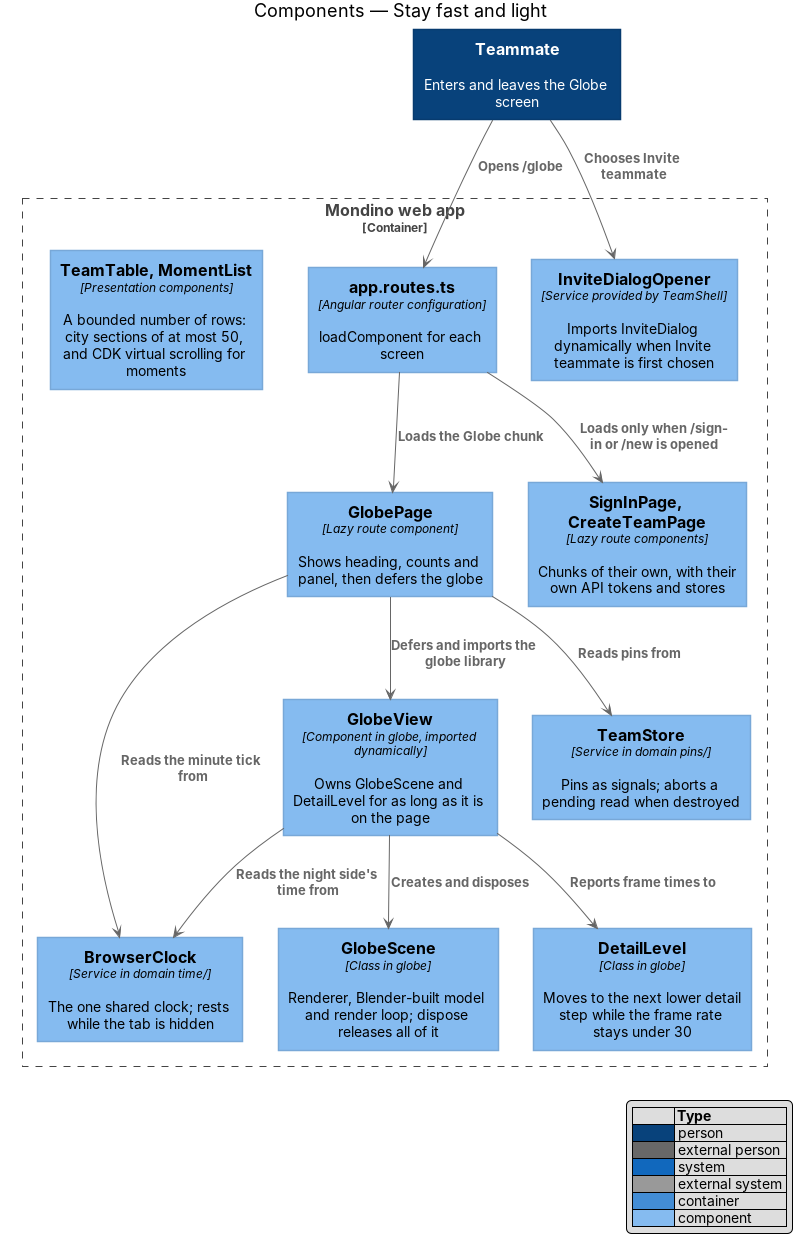 Components — Stay fast and light
Teammate
Enters and leaves the Globe
screen
Opens /globe
Chooses Invite
teammate
Mondino web app
[Container]
TeamTable, MomentList
[Presentation components]
A bounded number of rows:
city sections of at most 50,
and CDK virtual scrolling for
moments
app.routes.ts
[Angular router configuration]
loadComponent for each
screen
InviteDialogOpener
[Service provided by TeamShell]
Imports InviteDialog
dynamically when Invite
teammate is first chosen
Loads the Globe chunk
Loads only when /sign-
in or /new is opened
GlobePage
[Lazy route component]
Shows heading, counts and
panel, then defers the globe
SignInPage,
CreateTeamPage
[Lazy route components]
Chunks of their own, with their
own API tokens and stores
Defers and imports the
globe library
Reads pins from
Reads the minute tick
from
GlobeView
[Component in globe, imported
dynamically]
Owns GlobeScene and
DetailLevel for as long as it is
on the page
TeamStore
[Service in domain pins/]
Pins as signals; aborts a
pending read when destroyed
Reads the night side's
time from
Creates and disposes
Reports frame times to
BrowserClock
[Service in domain time/]
The one shared clock; rests
while the tab is hidden
GlobeScene
[Class in globe]
Renderer, Blender-built model
and render loop; dispose
releases all of it
DetailLevel
[Class in globe]
Moves to the next lower detail
step while the frame rate
stays under 30
Type
person
external person
system
external system
container
component